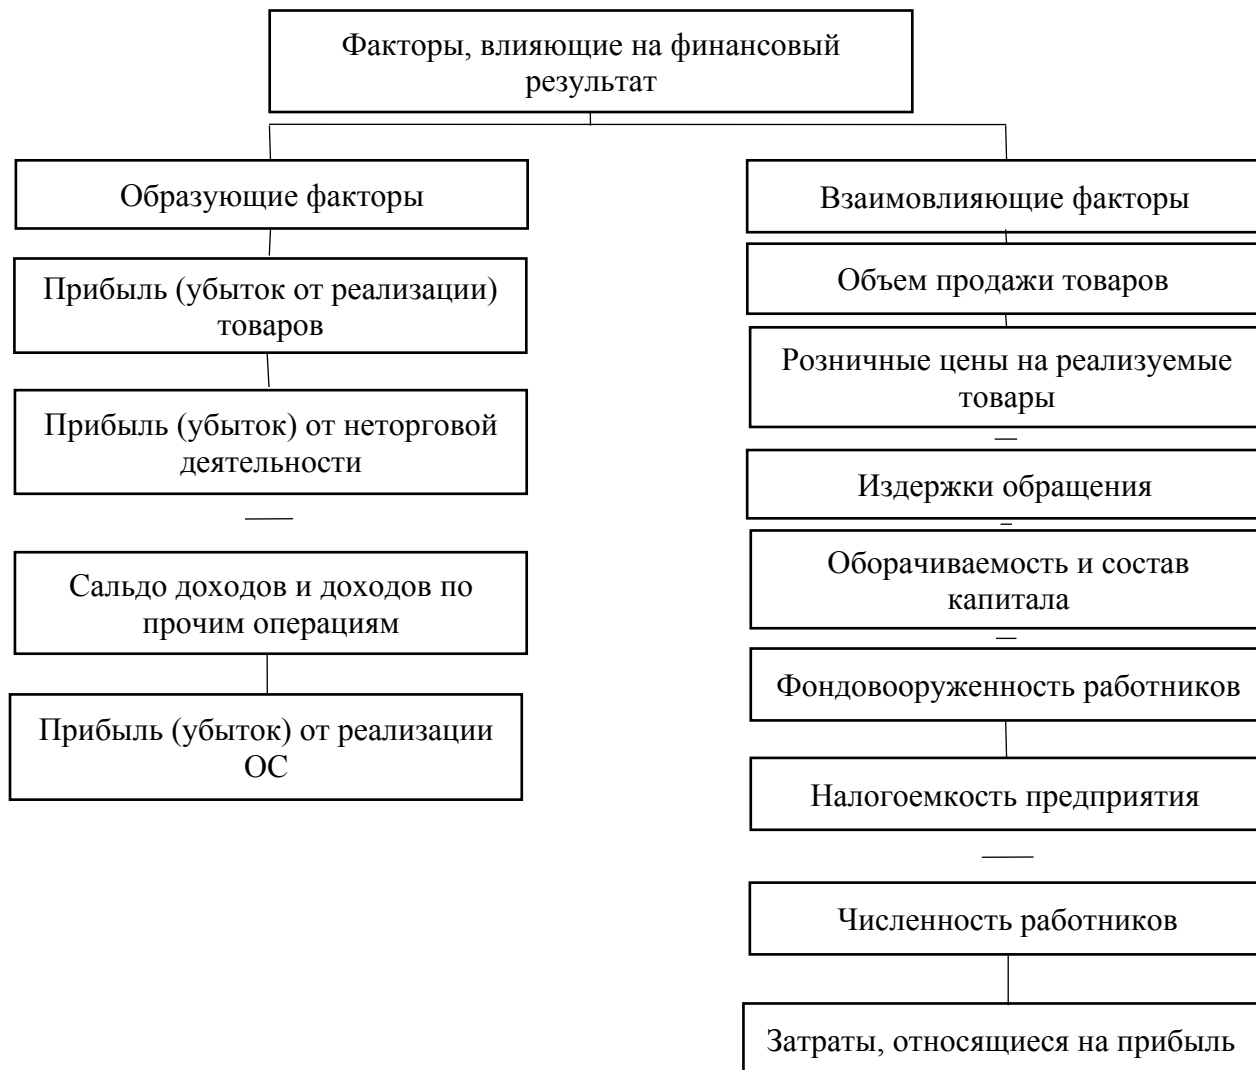 Факторы, влияющие на финансовый
результат
Образующие факторы
Прибыль (убыток от реализации)
товаров
Прибыль (убыток) от неторговой
деятельности
Сальдо доходов и доходов по
прочим операциям
Прибыль (убыток) от реализации
ОС
Взаимовлияющие факторы
Объем продажи товаров
Розничные цены на реализуемые
товары
Издержки обращения
Оборачиваемость и состав
капитала
Фондовооруженность работников
Налогоемкость предприятия
Численность работников
Затраты, относящиеся на прибыль